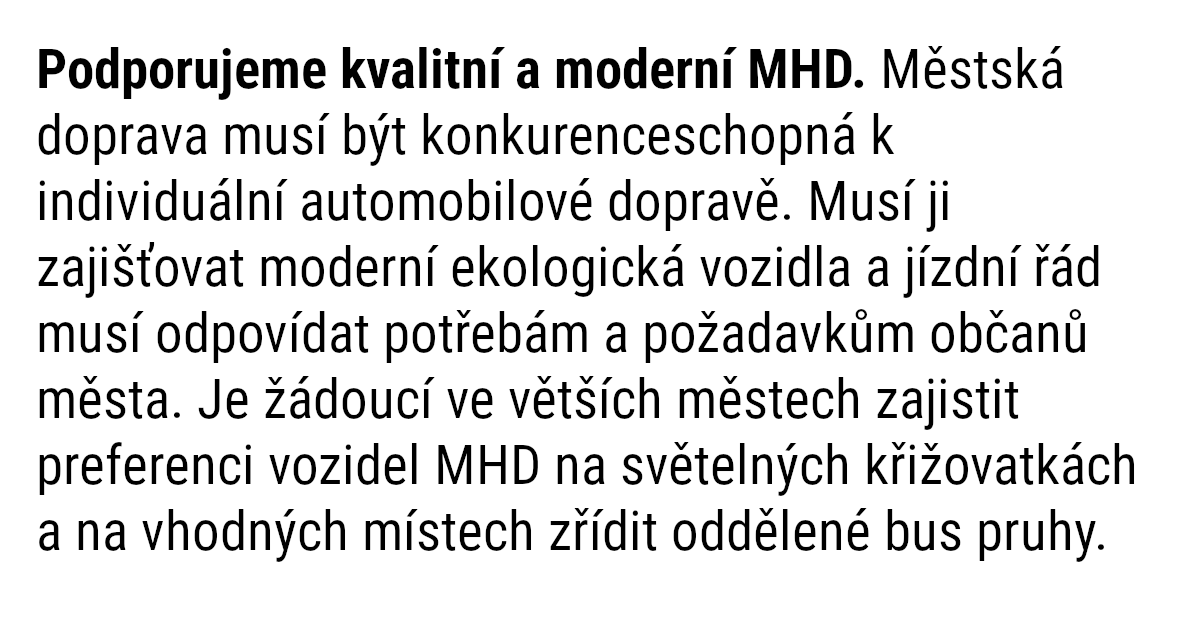 Podporujeme kvalitní a moderní MHD. Městská
doprava musí být konkurenceschopná k
individuální automobilové dopravě. Musí ji
zajišťovat moderní ekologická vozidla a jízdní řád
musí odpovídat potřebám a požadavkům občanů
města. Je žádoucí ve větších městech zajistit
preferenci vozidel MHD na světelných křižovatkách
a na vhodných místech zřídit oddělené bus pruhy.